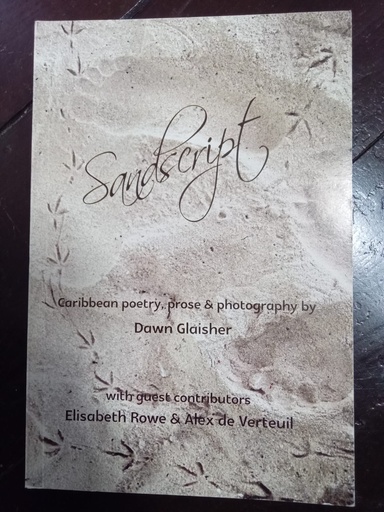 Sandscript
Caribbean poetry, prose & photography by
Dawn Glaisher
with guest contributors
Elisabeth Rowe & Alex de Verteuil